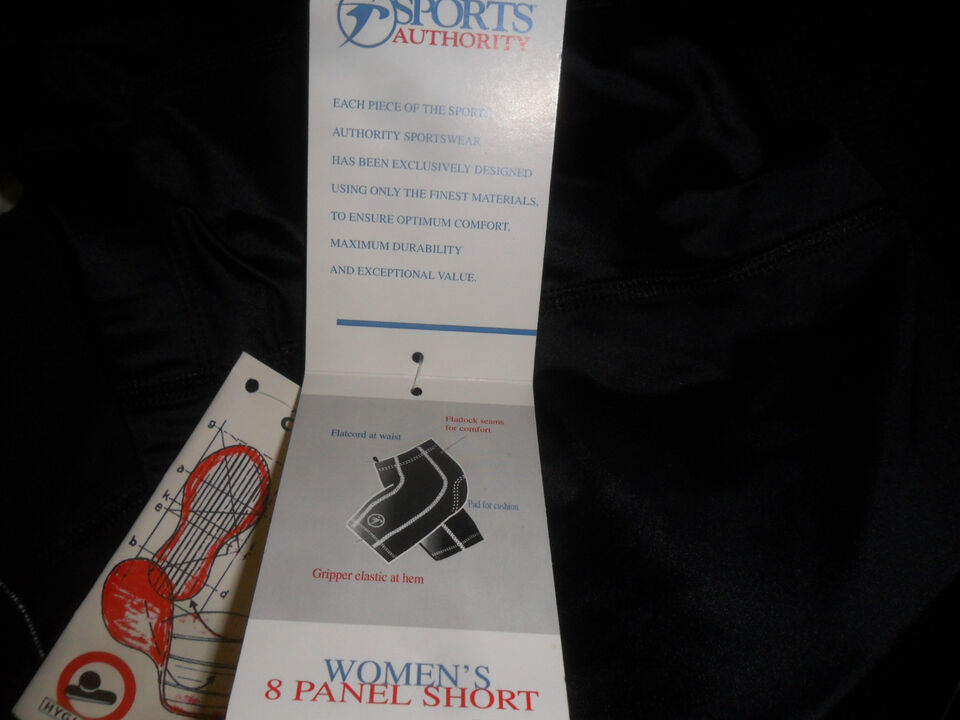 SPORTS
AUTHORITY
EACH PIECE OF THE SPORTS
AUTHORITY SPORTSWEAR
HAS BEEN EXCLUSIVELY DESIGNED
USING ONLY THE FINEST MATERIALS,
TO ENSURE OPTIMUM COMFORT,
MAXIMUM DURABILITY
AND EXCEPTIONAL VALUE.
Flatlock seams
for comfort
Flatcord at waist
Pad for cushion
Gripper elastic at hem
WOMEN'S
8 PANEL SHORT
g
a
k
e
b
d